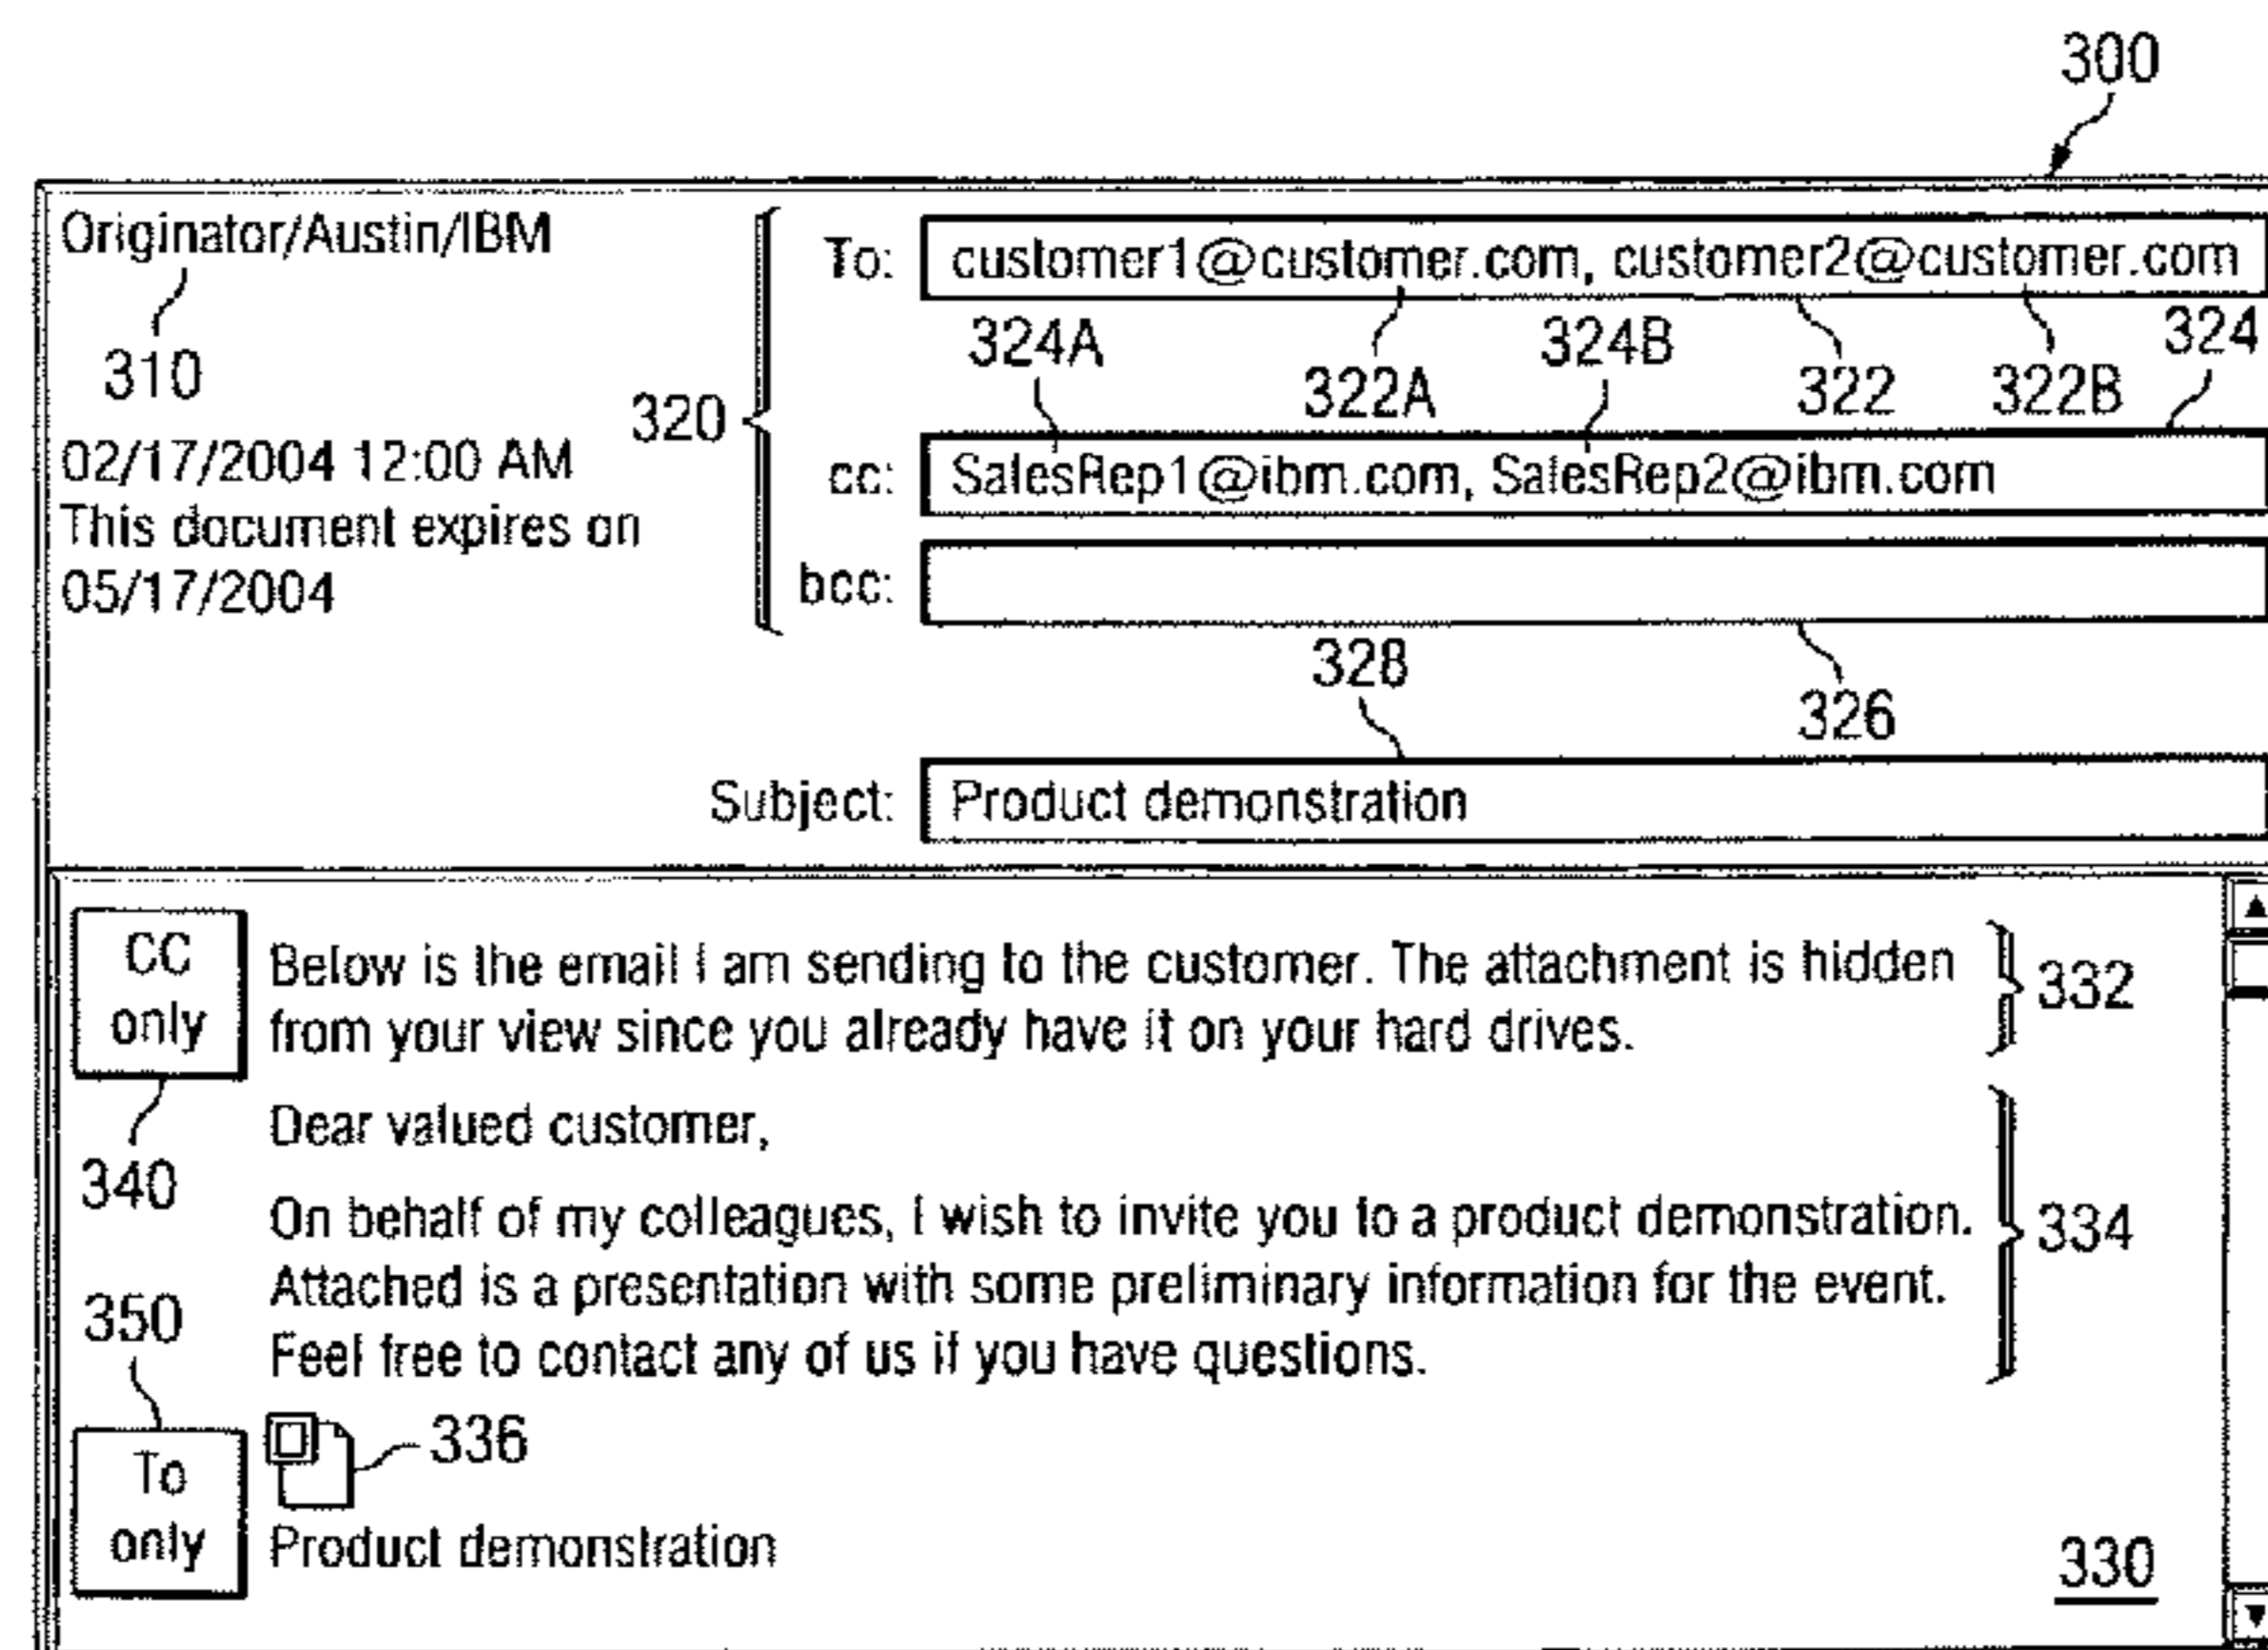 300
Originator/Austin/IBM
310
02/17/2004 12:00 AM
This document expires on
05/17/2004
320
To: customer1@customer.com, customer2@customer.com
324A 322A 324B 322 322B 324
cc: SalesRep1@ibm.com, SalesRep2@ibm.com
bcc:
328
326
Subject: Product demonstration
CC
only
340
Below is the email I am sending to the customer. The attachment is hidden
from your view since you already have it on your hard drives.
332
Dear valued customer,
On behalf of my colleagues, I wish to invite you to a product demonstration.
Attached is a presentation with some preliminary information for the event.
Feel free to contact any of us if you have questions.
334
350
To
only
336
Product demonstration
330